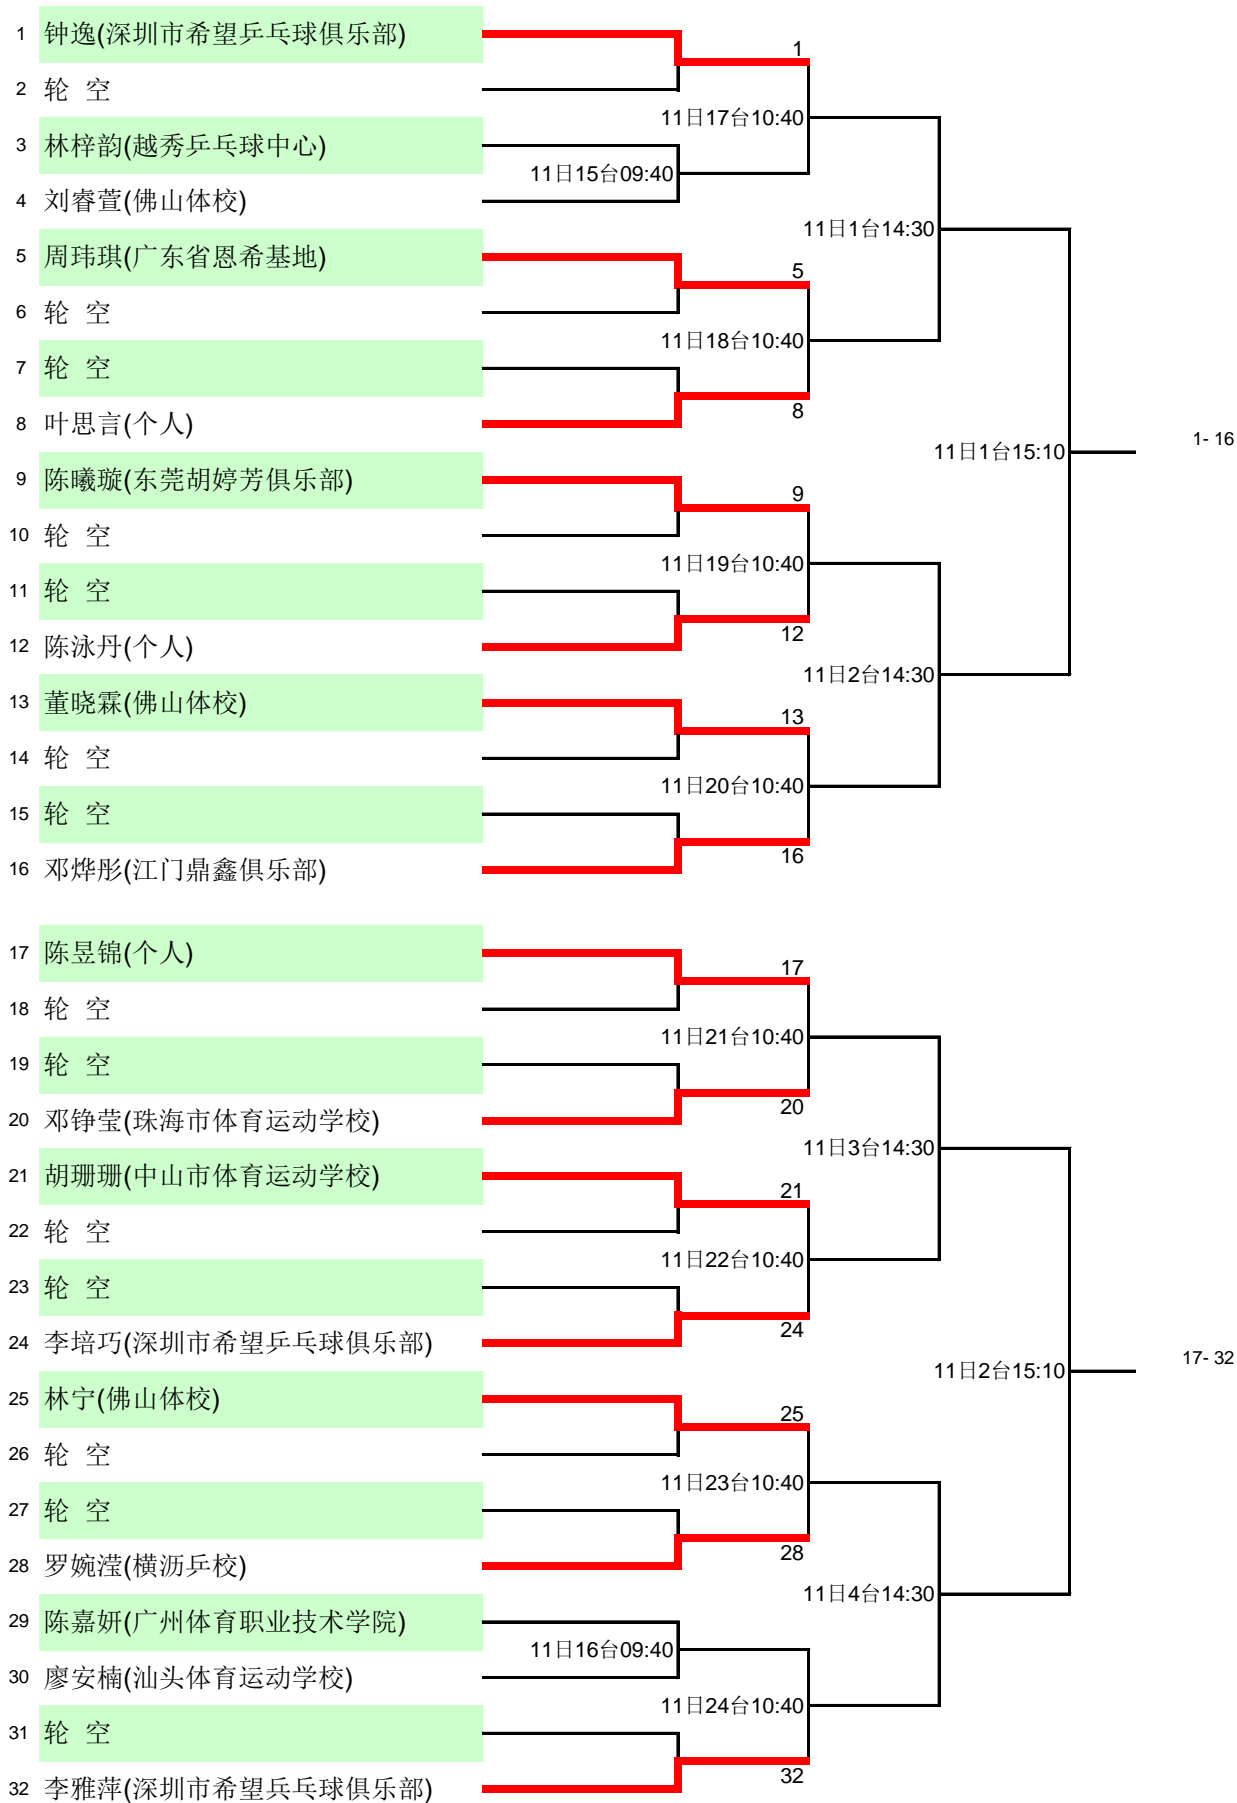 1 钟逸(深圳市希望乒乓球俱乐部)
1
2 轮 空
11日17台10:40
3 林梓韵(越秀乒乓球中心)
11日15台09:40
4 刘睿萱(佛山体校)
11日1台14:30
5 周玮琪(广东省恩希基地)
5
6 轮 空
11日18台10:40
7 轮 空
8
8 叶思言(个人)
1- 16
11日1台15:10
9 陈曦璇(东莞胡婷芳俱乐部)
9
10 轮 空
11日19台10:40
11 轮 空
12
12 陈泳丹(个人)
11日2台14:30
13 董晓霖(佛山体校)
13
14 轮 空
11日20台10:40
15 轮 空
16
16 邓烨彤(江门鼎鑫俱乐部)
17 陈昱锦(个人)
17
18 轮 空
11日21台10:40
19 轮 空
20
20 邓铮莹(珠海市体育运动学校)
11日3台14:30
21 胡珊珊(中山市体育运动学校)
21
22 轮 空
11日22台10:40
23 轮 空
24
24 李培巧(深圳市希望乒乓球俱乐部)
17- 32
11日2台15:10
25 林宁(佛山体校)
25
26 轮 空
11日23台10:40
27 轮 空
28
28 罗婉滢(横沥乒校)
11日4台14:30
29 陈嘉妍(广州体育职业技术学院)
11日16台09:40
30 廖安楠(汕头体育运动学校)
11日24台10:40
31 轮 空
32
32 李雅萍(深圳市希望兵乓球俱乐部)